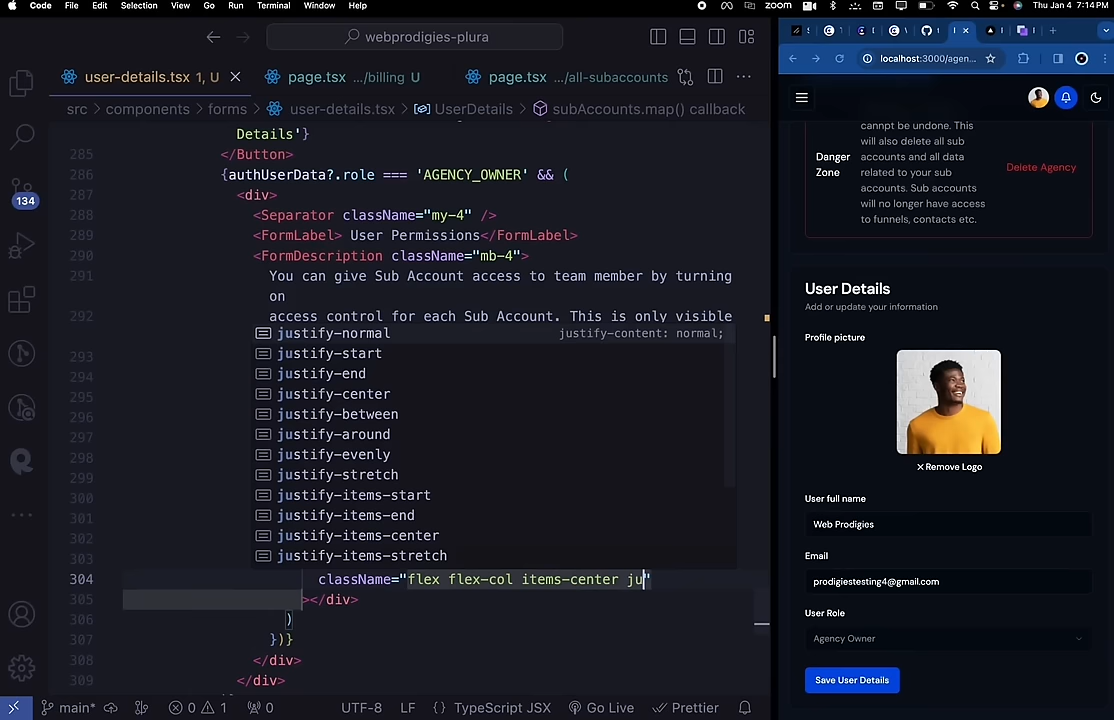 Code File Edit Selection View Go Run Terminal Window Help
zoom
Thu Jan 4 7:14 PM
webprodigies-plura
user-details.tsx 1, U
page.tsx .../billing U
page.tsx .../all-subaccounts
src > components > forms > user-details.tsx > UserDetails > subAccounts.map() callback
Details'}
285 </Button>
286 {authUserData?.role === 'AGENCY_OWNER' && (
287 <div>
288 <Separator className="my-4" />
289 <FormLabel> User Permissions</FormLabel>
290 <FormDescription className="mb-4">
291 You can give Sub Account access to team member by turning
on
292 access control for each Sub Account. This is only visible
justify-normal justify-content: normal;
293 justify-start
294 justify-end
295 justify-center
296 justify-between
297 justify-around
298 justify-evenly
299 justify-stretch
300 justify-items-start
301 justify-items-end
302 justify-items-center
303 justify-items-stretch
304 className="flex flex-col items-center ju"
305 ></div>
306 )
307 })}
308 </div>
309 </div>
134
main*
0 1
0
UTF-8
LF
{} TypeScript JSX
Go Live
Prettier
localhost:3000/agen...
Danger
Zone
cannpt be undone. This
will also delete all sub
accounts and all data
related to your sub
accounts. Sub accounts
will no longer have access
to funnels, contacts etc.
Delete Agency
User Details
Add or update your information
Profile picture
Remove Logo
User full name
Web Prodigies
Email
prodigiestesting4@gmail.com
User Role
Agency Owner
Save User Details